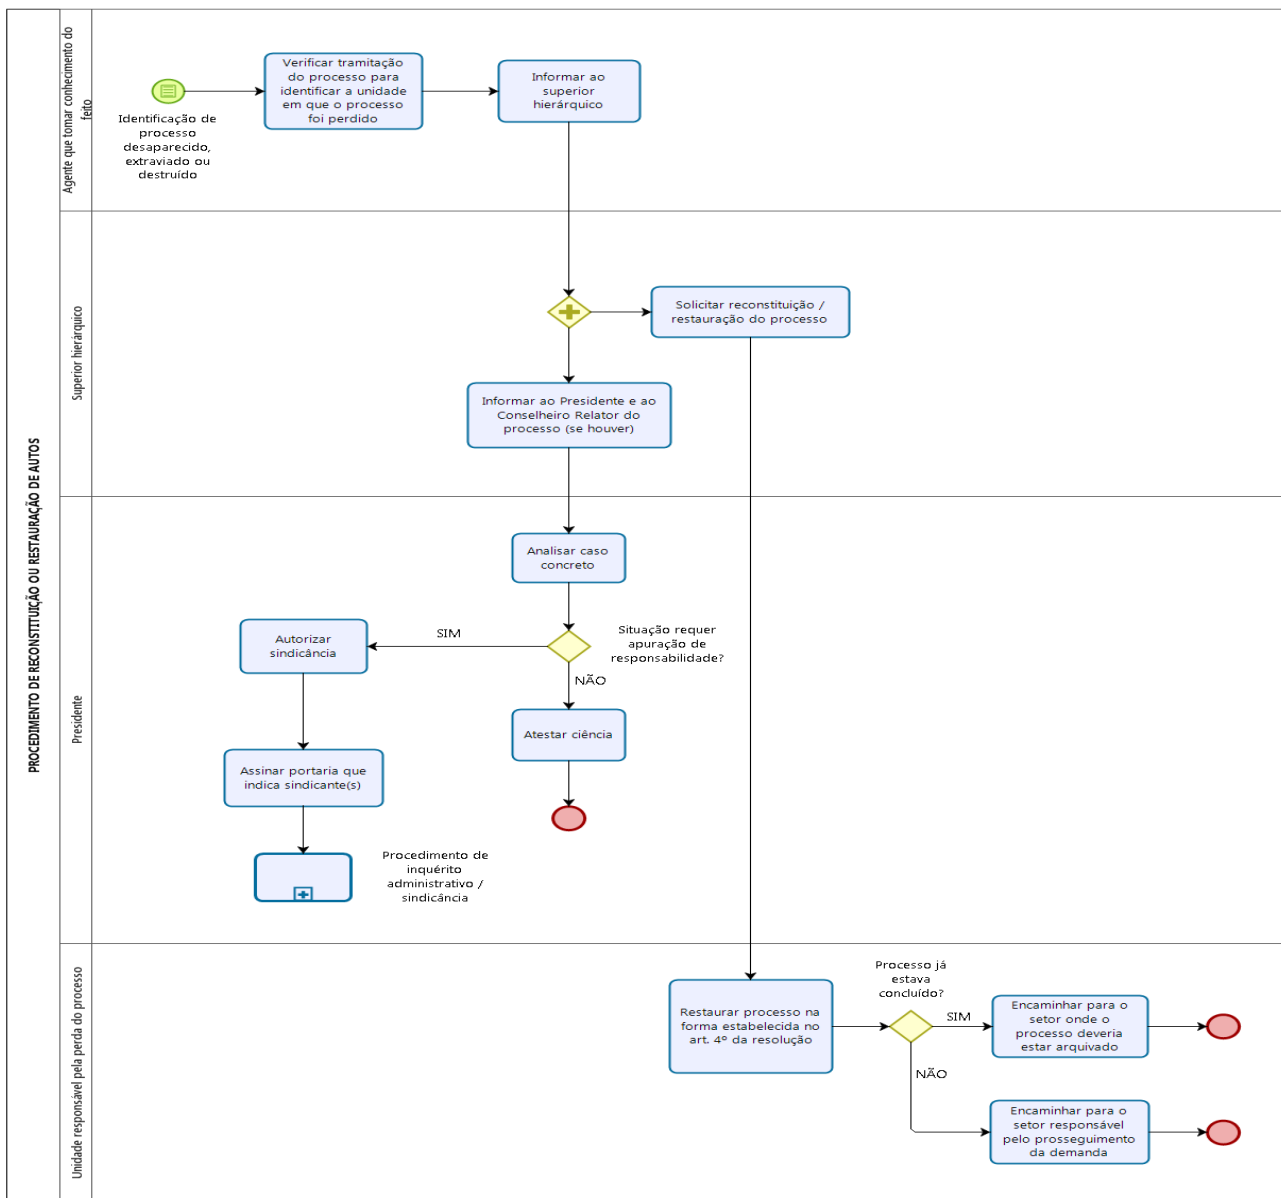 PROCEDIMENTO DE RECONSTITUIÇÃO OU RESTAURAÇÃO DE AUTOS
Agente que tomar conhecimento do
feito
Identificação de
processo
desaparecido,
extraviado ou
destruído
Verificar tramitação
do processo para
identificar a unidade
em que o processo
foi perdido
Informar ao
superior
hierárquico
Superior hierárquico
Solicitar reconstituição /
restauração do processo
Informar ao Presidente e ao
Conselheiro Relator do
processo (se houver)
Presidente
Analisar caso
concreto
Situação requer
apuração de
responsabilidade?
SIM
Autorizar
sindicância
NÃO
Atestar ciência
Assinar portaria que
indica sindicante(s)
Procedimento de
inquérito
administrativo /
sindicância
Unidade responsável pela perda do processo
Restaurar processo na
forma estabelecida no
art. 4º da resolução
Processo já
estava
concluído?
SIM
Encaminhar para o
setor onde o
processo deveria
estar arquivado
NÃO
Encaminhar para o
setor responsável
pelo prosseguimento
da demanda